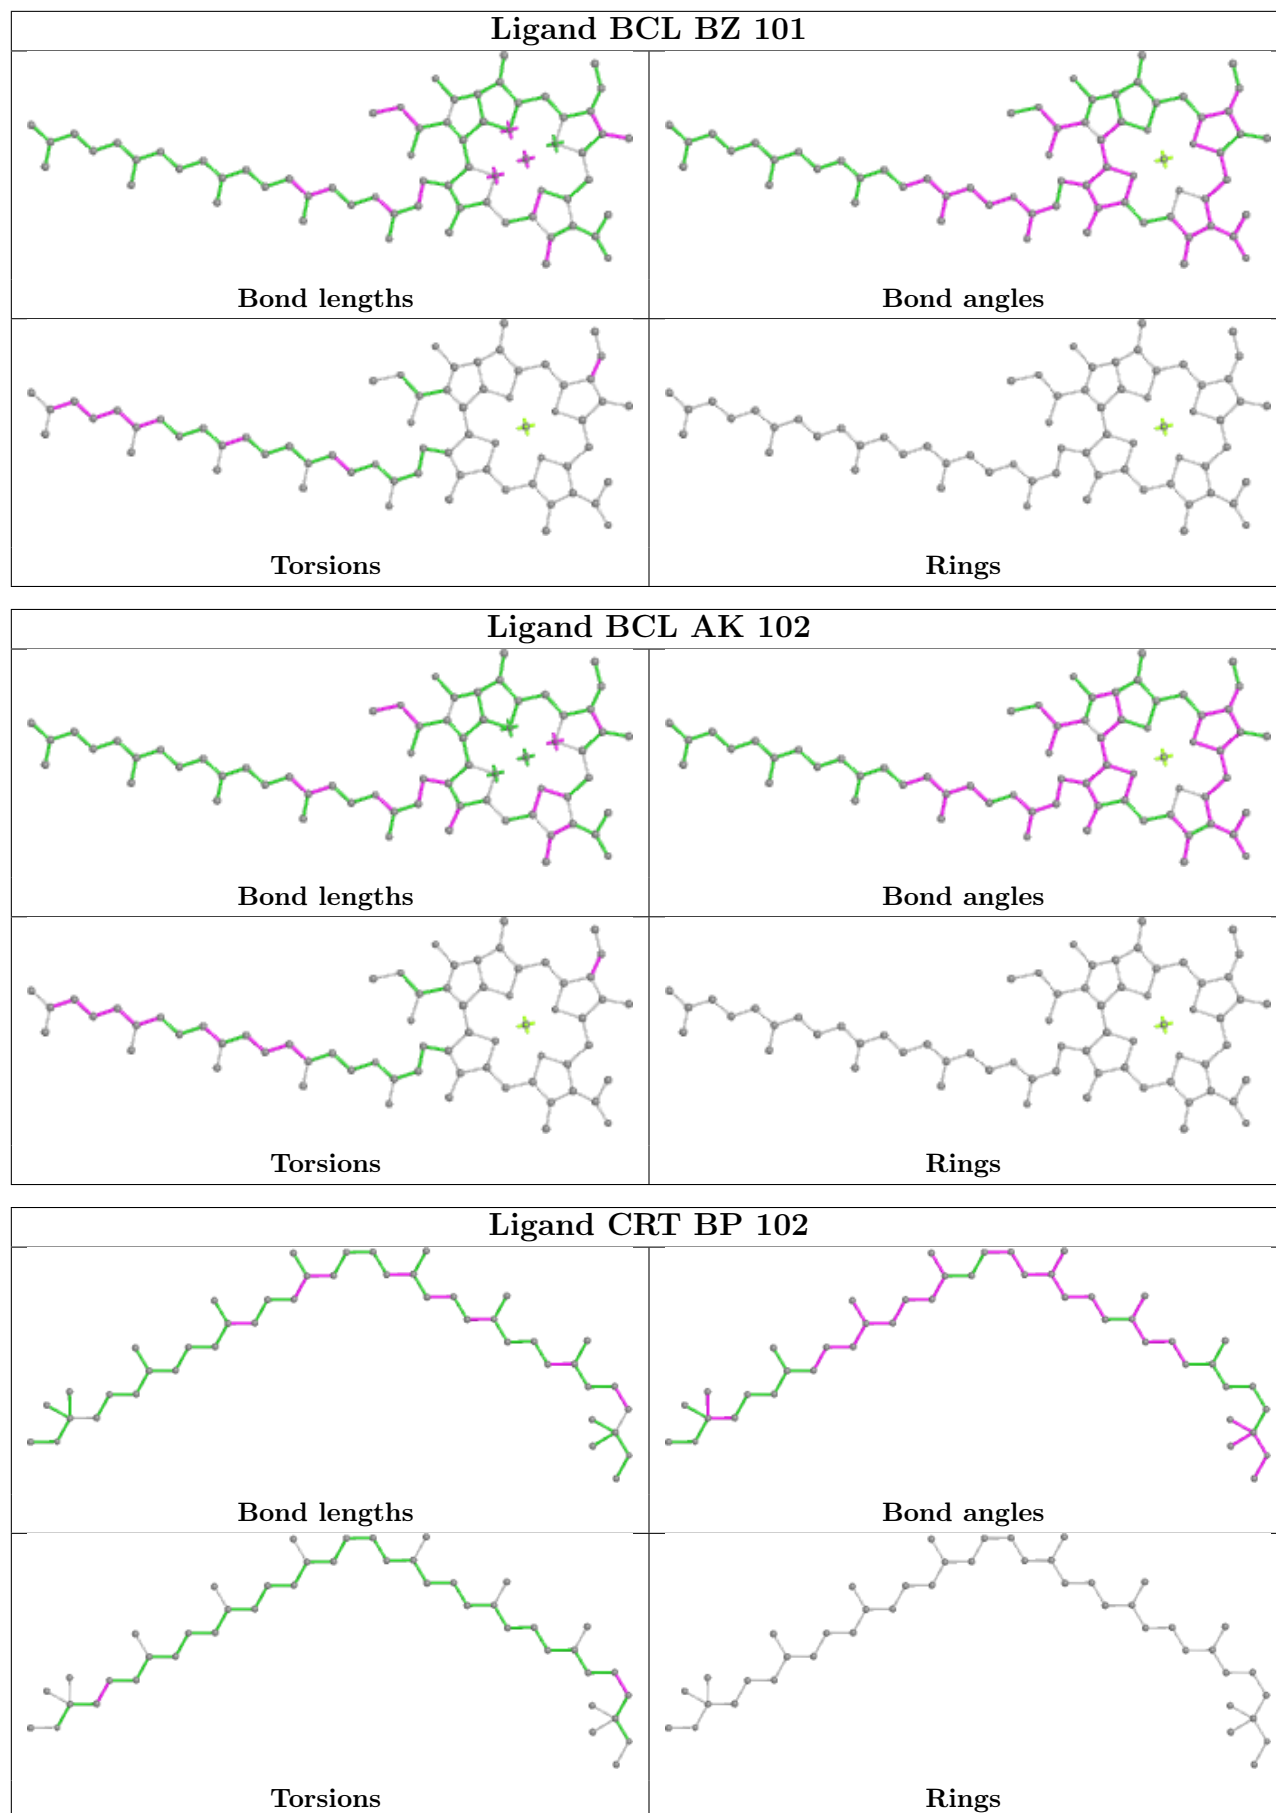 Ligand BCL BZ 101
Bond lengths
Bond angles
Torsions
Rings
Ligand BCL AK 102
Bond lengths
Bond angles
Torsions
Rings
Ligand CRT BP 102
Bond lengths
Bond angles
Torsions
Rings